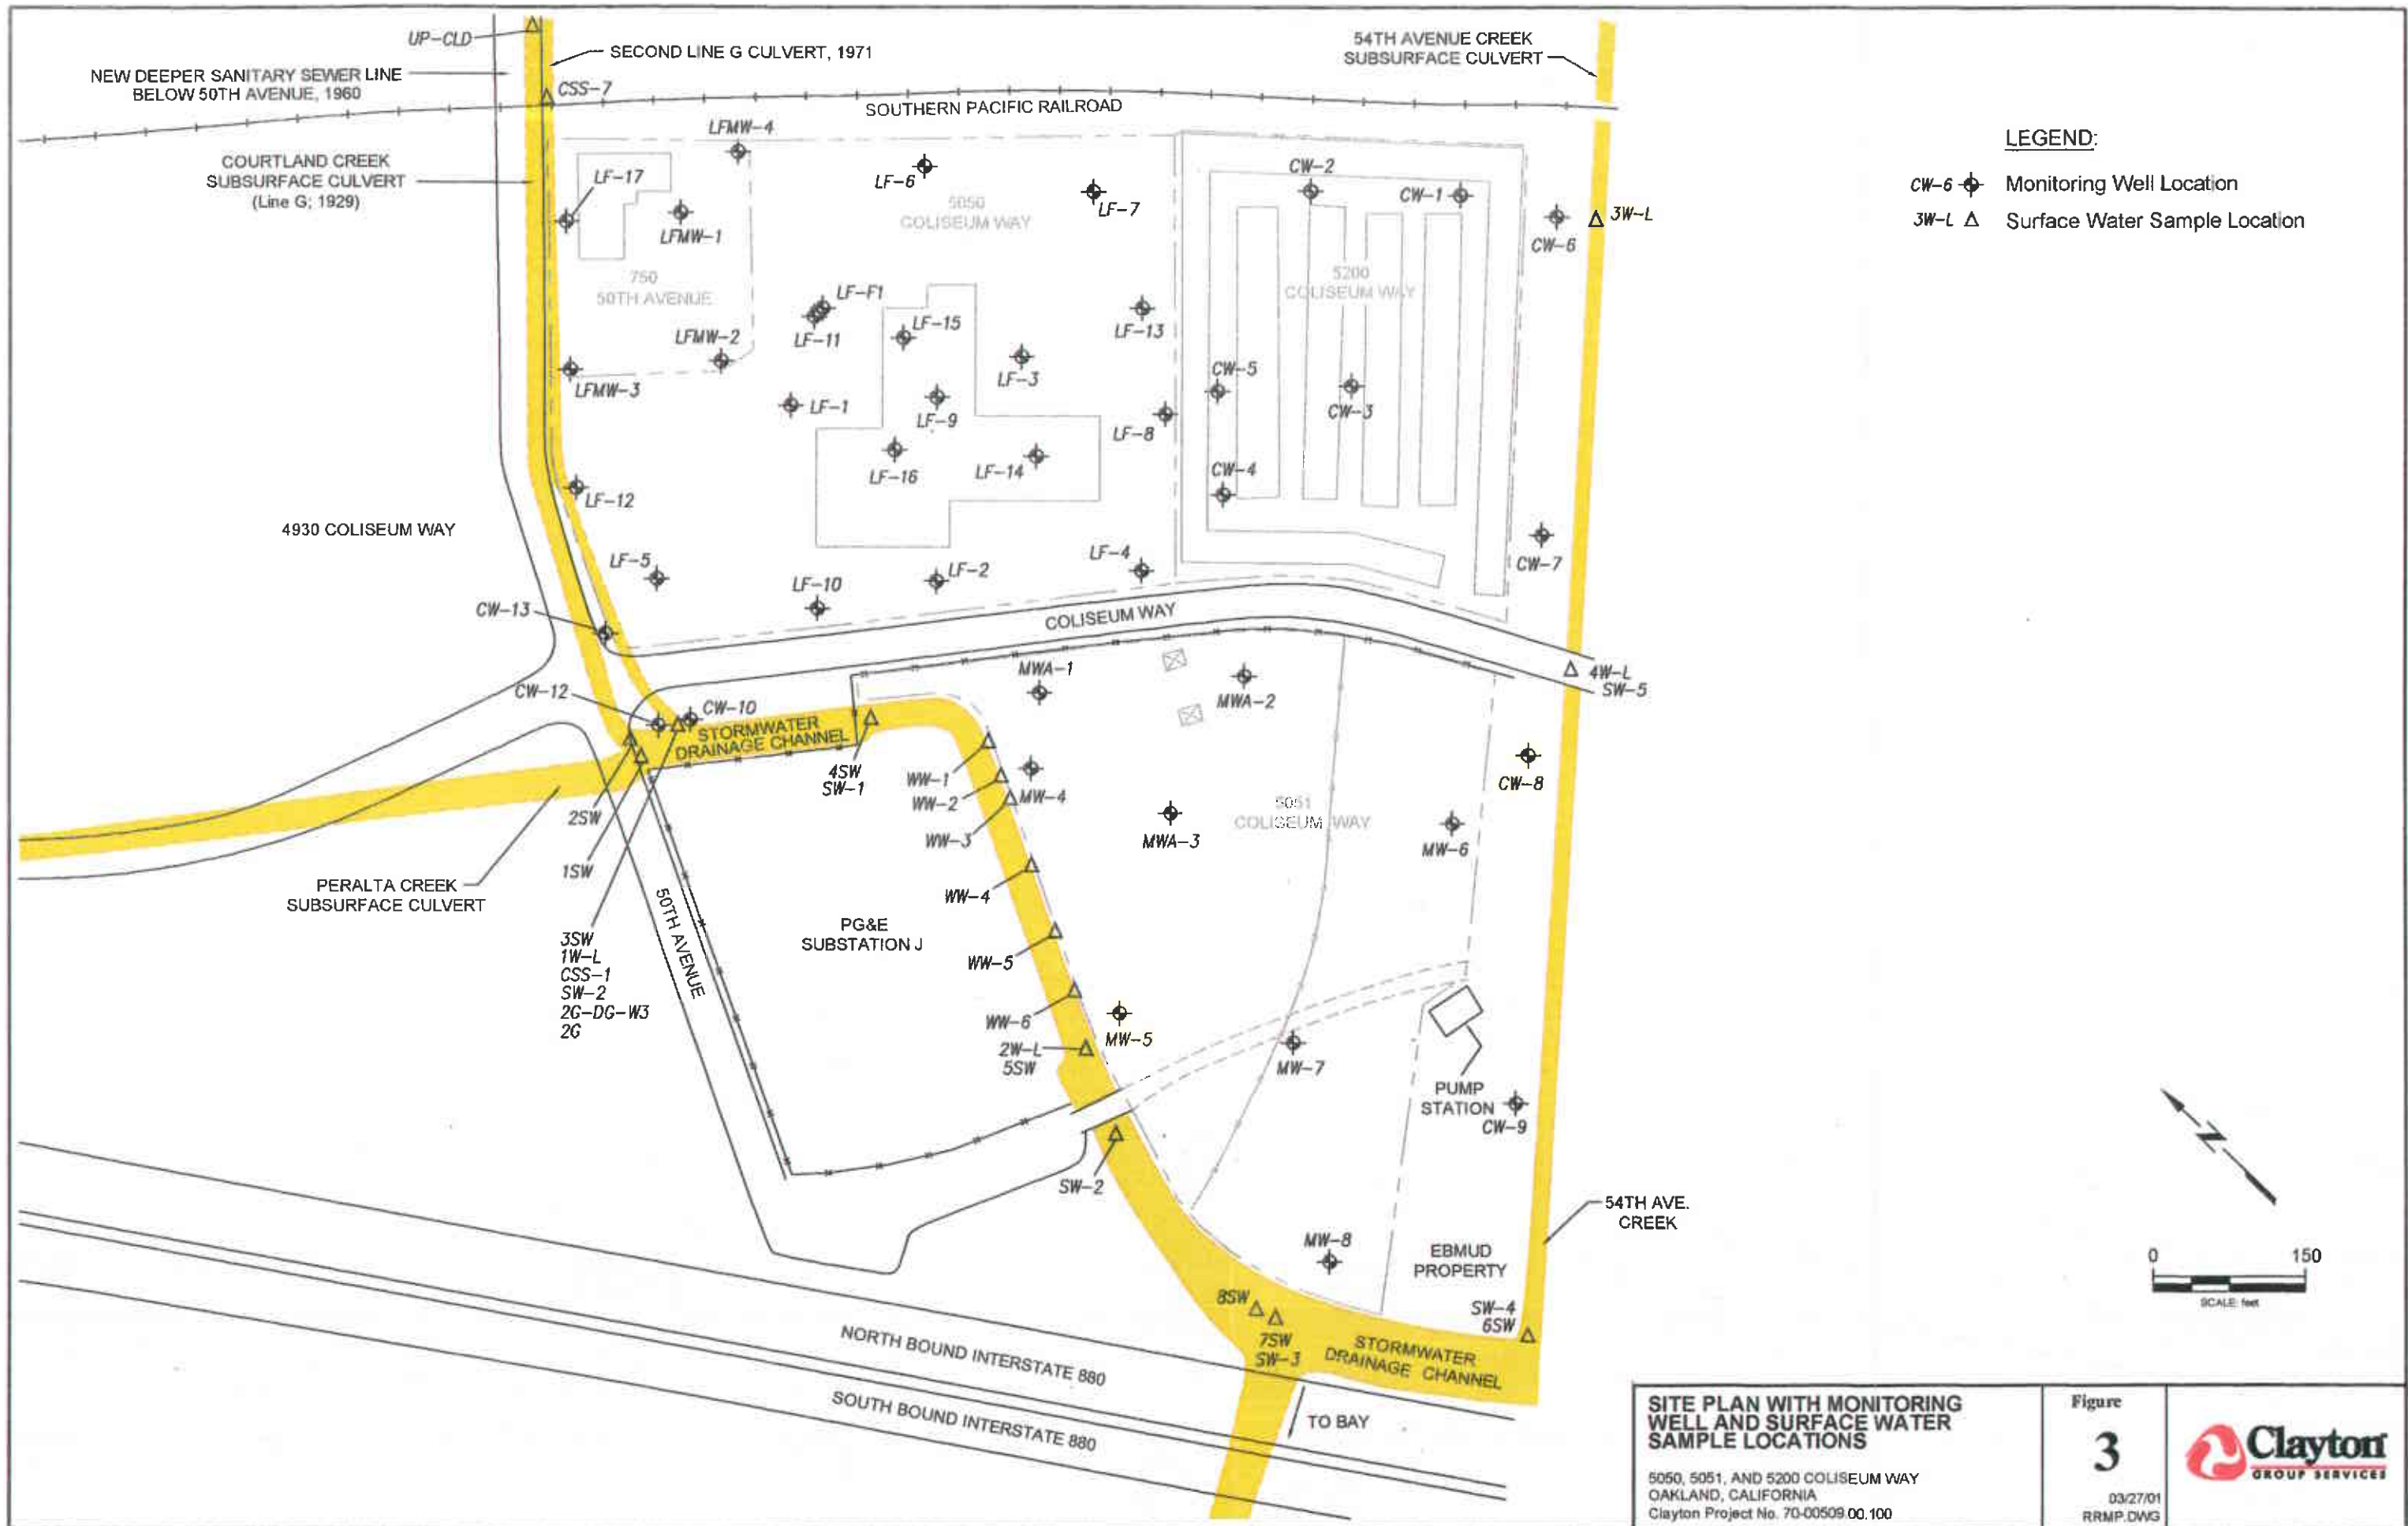 UP-CLD
SECOND LINE G CULVERT, 1971
54TH AVENUE CREEK
SUBSURFACE CULVERT
NEW DEEPER SANITARY SEWER LINE
BELOW 50TH AVENUE, 1960
CSS-7
SOUTHERN PACIFIC RAILROAD
LEGEND:
CW-6 Monitoring Well Location
3W-L Surface Water Sample Location
COURTLAND CREEK
SUBSURFACE CULVERT
(Line G; 1929)
LFMW-4
LF-17
LFMW-1
LF-6
5050
COLISEUM WAY
LF-7
CW-2
CW-1
CW-6
3W-L
750
50TH AVENUE
LF-F1
LF-11
LF-15
LF-13
5200
COLISEUM WAY
LFMW-2
LFMW-3
LF-1
LF-3
LF-9
LF-8
CW-5
CW-3
LF-16
LF-14
CW-4
LF-12
4930 COLISEUM WAY
LF-5
LF-10
LF-2
LF-4
CW-7
CW-13
COLISEUM WAY
4W-L
SW-5
CW-12
CW-10
STORMWATER
DRAINAGE CHANNEL
MWA-1
MWA-2
4SW
SW-1
WW-1
WW-2
MW-4
WW-3
MWA-3
5051
COLISEUM WAY
CW-8
MW-6
2SW
1SW
PERALTA CREEK
SUBSURFACE CULVERT
WW-4
50TH AVENUE
PG&E
SUBSTATION J
WW-5
3SW
1W-L
CSS-1
SW-2
2G-DG-W3
2G
WW-6
2W-L
5SW
MW-5
MW-7
PUMP
STATION
CW-9
SW-2
54TH AVE.
CREEK
MW-8
EBMUD
PROPERTY
8SW
7SW
SW-3
SW-4
6SW
STORMWATER
DRAINAGE CHANNEL
Z
0 150
SCALE: feet
NORTH BOUND INTERSTATE 880
SOUTH BOUND INTERSTATE 880
TO BAY
SITE PLAN WITH MONITORING
WELL AND SURFACE WATER
SAMPLE LOCATIONS
5050, 5051, AND 5200 COLISEUM WAY
OAKLAND, CALIFORNIA
Clayton Project No. 70-00509.00.100
Figure
3
03/27/01
RRMP.DWG
Clayton
GROUP SERVICES